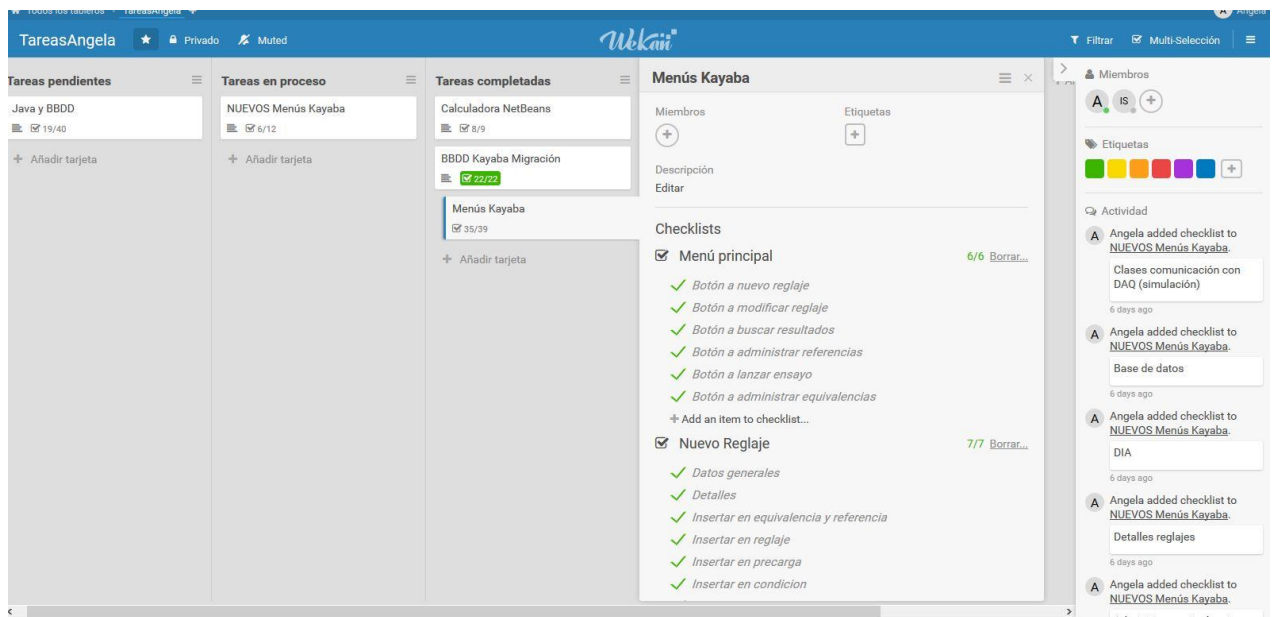 Todos los tableros TareasAngela
Angela
TareasAngela Privado Muted
Wekan
Filtrar Multi-Selección
Tareas pendientes
Java y BBDD
19/40
Añadir tarjeta
Tareas en proceso
NUEVOS Menús Kayaba
6/12
Añadir tarjeta
Tareas completadas
Calculadora NetBeans
8/9
BBDD Kayaba Migración
22/22
Menús Kayaba
35/39
Añadir tarjeta
Menús Kayaba
Miembros Etiquetas
Descripción
Editar
Checklists
Menú principal 6/6 Borrar...
Botón a nuevo reglaje
Botón a modificar reglaje
Botón a buscar resultados
Botón a administrar referencias
Botón a lanzar ensayo
Botón a administrar equivalencias
Add an item to checklist...
Nuevo Reglaje 7/7 Borrar...
Datos generales
Detalles
Insertar en equivalencia y referencia
Insertar en reglaje
Insertar en precarga
Insertar en condicion
Miembros
A IS
Etiquetas
Actividad
A Angela added checklist to
NUEVOS Menús Kayaba.
Clases comunicación con
DAQ (simulación)
6 days ago
A Angela added checklist to
NUEVOS Menús Kayaba.
Base de datos
6 days ago
A Angela added checklist to
NUEVOS Menús Kayaba.
DIA
6 days ago
A Angela added checklist to
NUEVOS Menús Kayaba.
Detalles reglajes
6 days ago
A Angela added checklist to
NUEVOS Menús Kayaba.